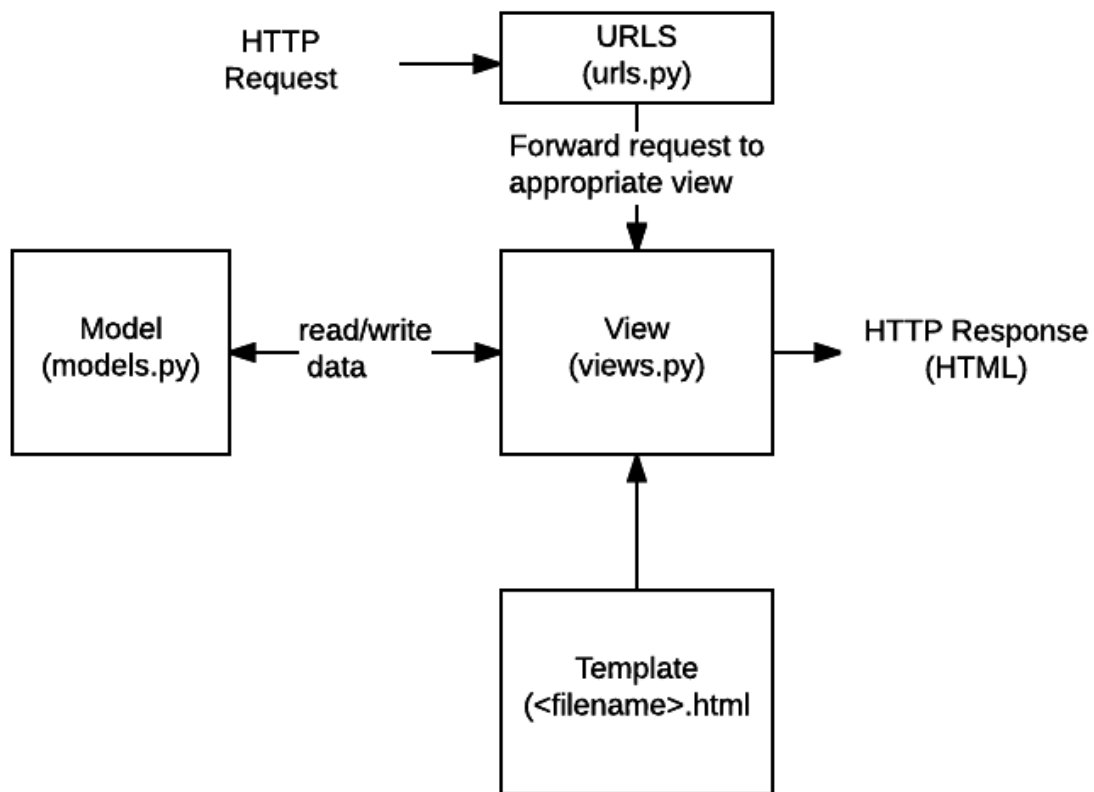 HTTP
Request
URLS
(urls.py)
Forward request to
appropriate view
Model
(models.py)
read/write
data
View
(views.py)
HTTP Response
(HTML)
Template
(<filename>.html